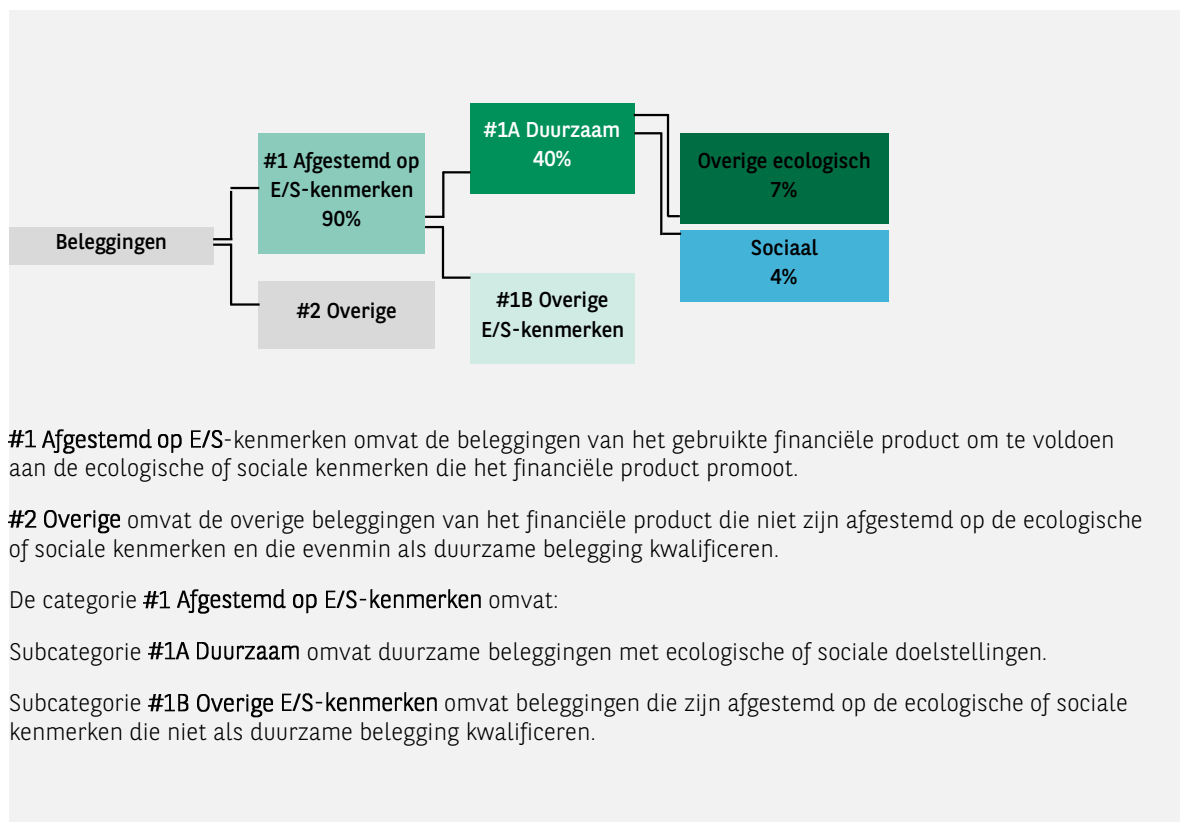 #1A Duurzaam
40%
#1 Afgestemd op
E/S-kenmerken
90%
Overige ecologisch
7%
Beleggingen
Sociaal
4%
#2 Overige
#1B Overige
E/S-kenmerken
#1 Afgestemd op E/S-kenmerken omvat de beleggingen van het gebruikte financiële product om te voldoen
aan de ecologische of sociale kenmerken die het financiële product promoot.
#2 Overige omvat de overige beleggingen van het financiële product die niet zijn afgestemd op de ecologische
of sociale kenmerken en die evenmin als duurzame belegging kwalificeren.
De categorie #1 Afgestemd op E/S-kenmerken omvat:
Subcategorie #1A Duurzaam omvat duurzame beleggingen met ecologische of sociale doelstellingen.
Subcategorie #1B Overige E/S-kenmerken omvat beleggingen die zijn afgestemd op de ecologische of sociale
kenmerken die niet als duurzame belegging kwalificeren.